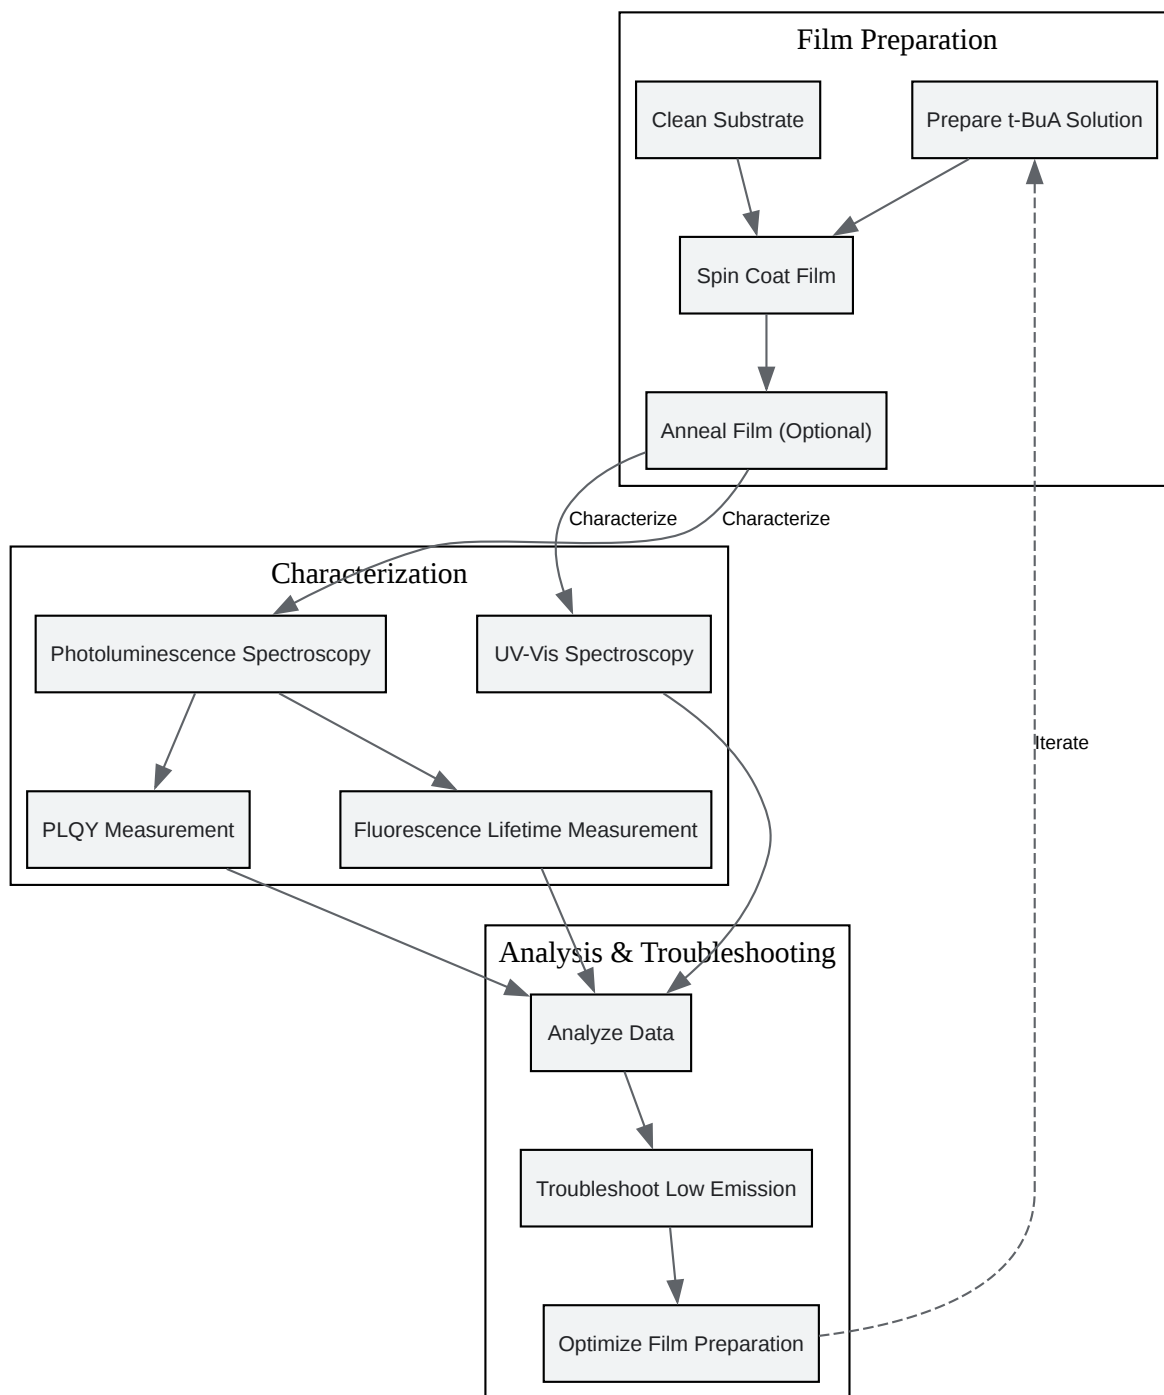 Film Preparation
Clean Substrate
Prepare t-BuA Solution
Spin Coat Film
Anneal Film (Optional)
Characterize
Characterize
Characterization
Photoluminescence Spectroscopy
UV-Vis Spectroscopy
Iterate
PLQY Measurement
Fluorescence Lifetime Measurement
Analysis & Troubleshooting
Analyze Data
Troubleshoot Low Emission
Optimize Film Preparation